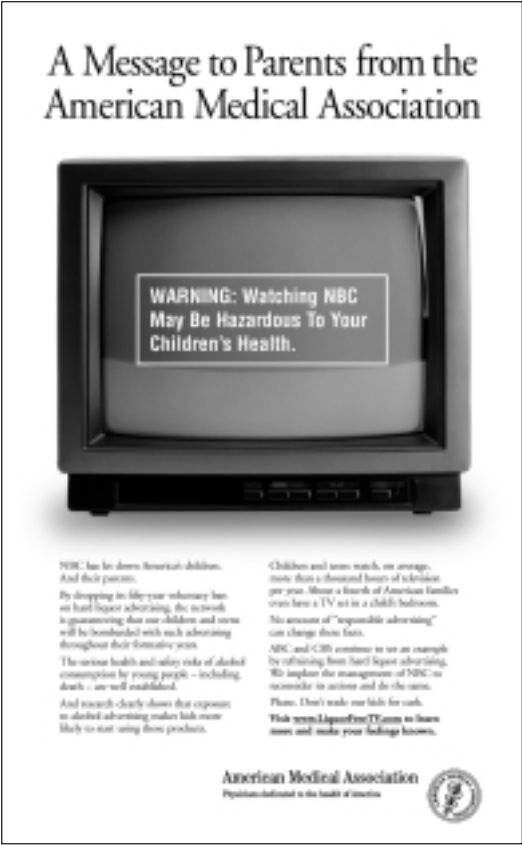 A Message to Parents from the
American Medical Association
WARNING: Watching NBC
May Be Hazardous To Your
Children's Health.
NBC has let down America's children.
And their parents.
By dropping its fifty-year voluntary ban
on hard liquor advertising, the network
is guaranteeing that our children and teens
will be bombarded with such advertising
throughout their formative years.
The serious health and safety risks of alcohol
consumption by young people – including
death – are well established.
And research clearly shows that exposure
to alcohol advertising makes kids more
likely to start using those products.
Children and teens watch, on average,
more than a thousand hours of television
per year. About a fourth of American families
even have a TV set in a child's bedroom.
No amount of "responsible advertising"
can change these facts.
ABC and CBS continue to set an example
by refraining from hard liquor advertising.
We implore the management of NBC to
reconsider its actions and do the same.
Please. Don't trade our kids for cash.
Visit www.LiquorFreeTV.com to learn
more and make your feelings known.
American Medical Association
Physicians dedicated to the health of America